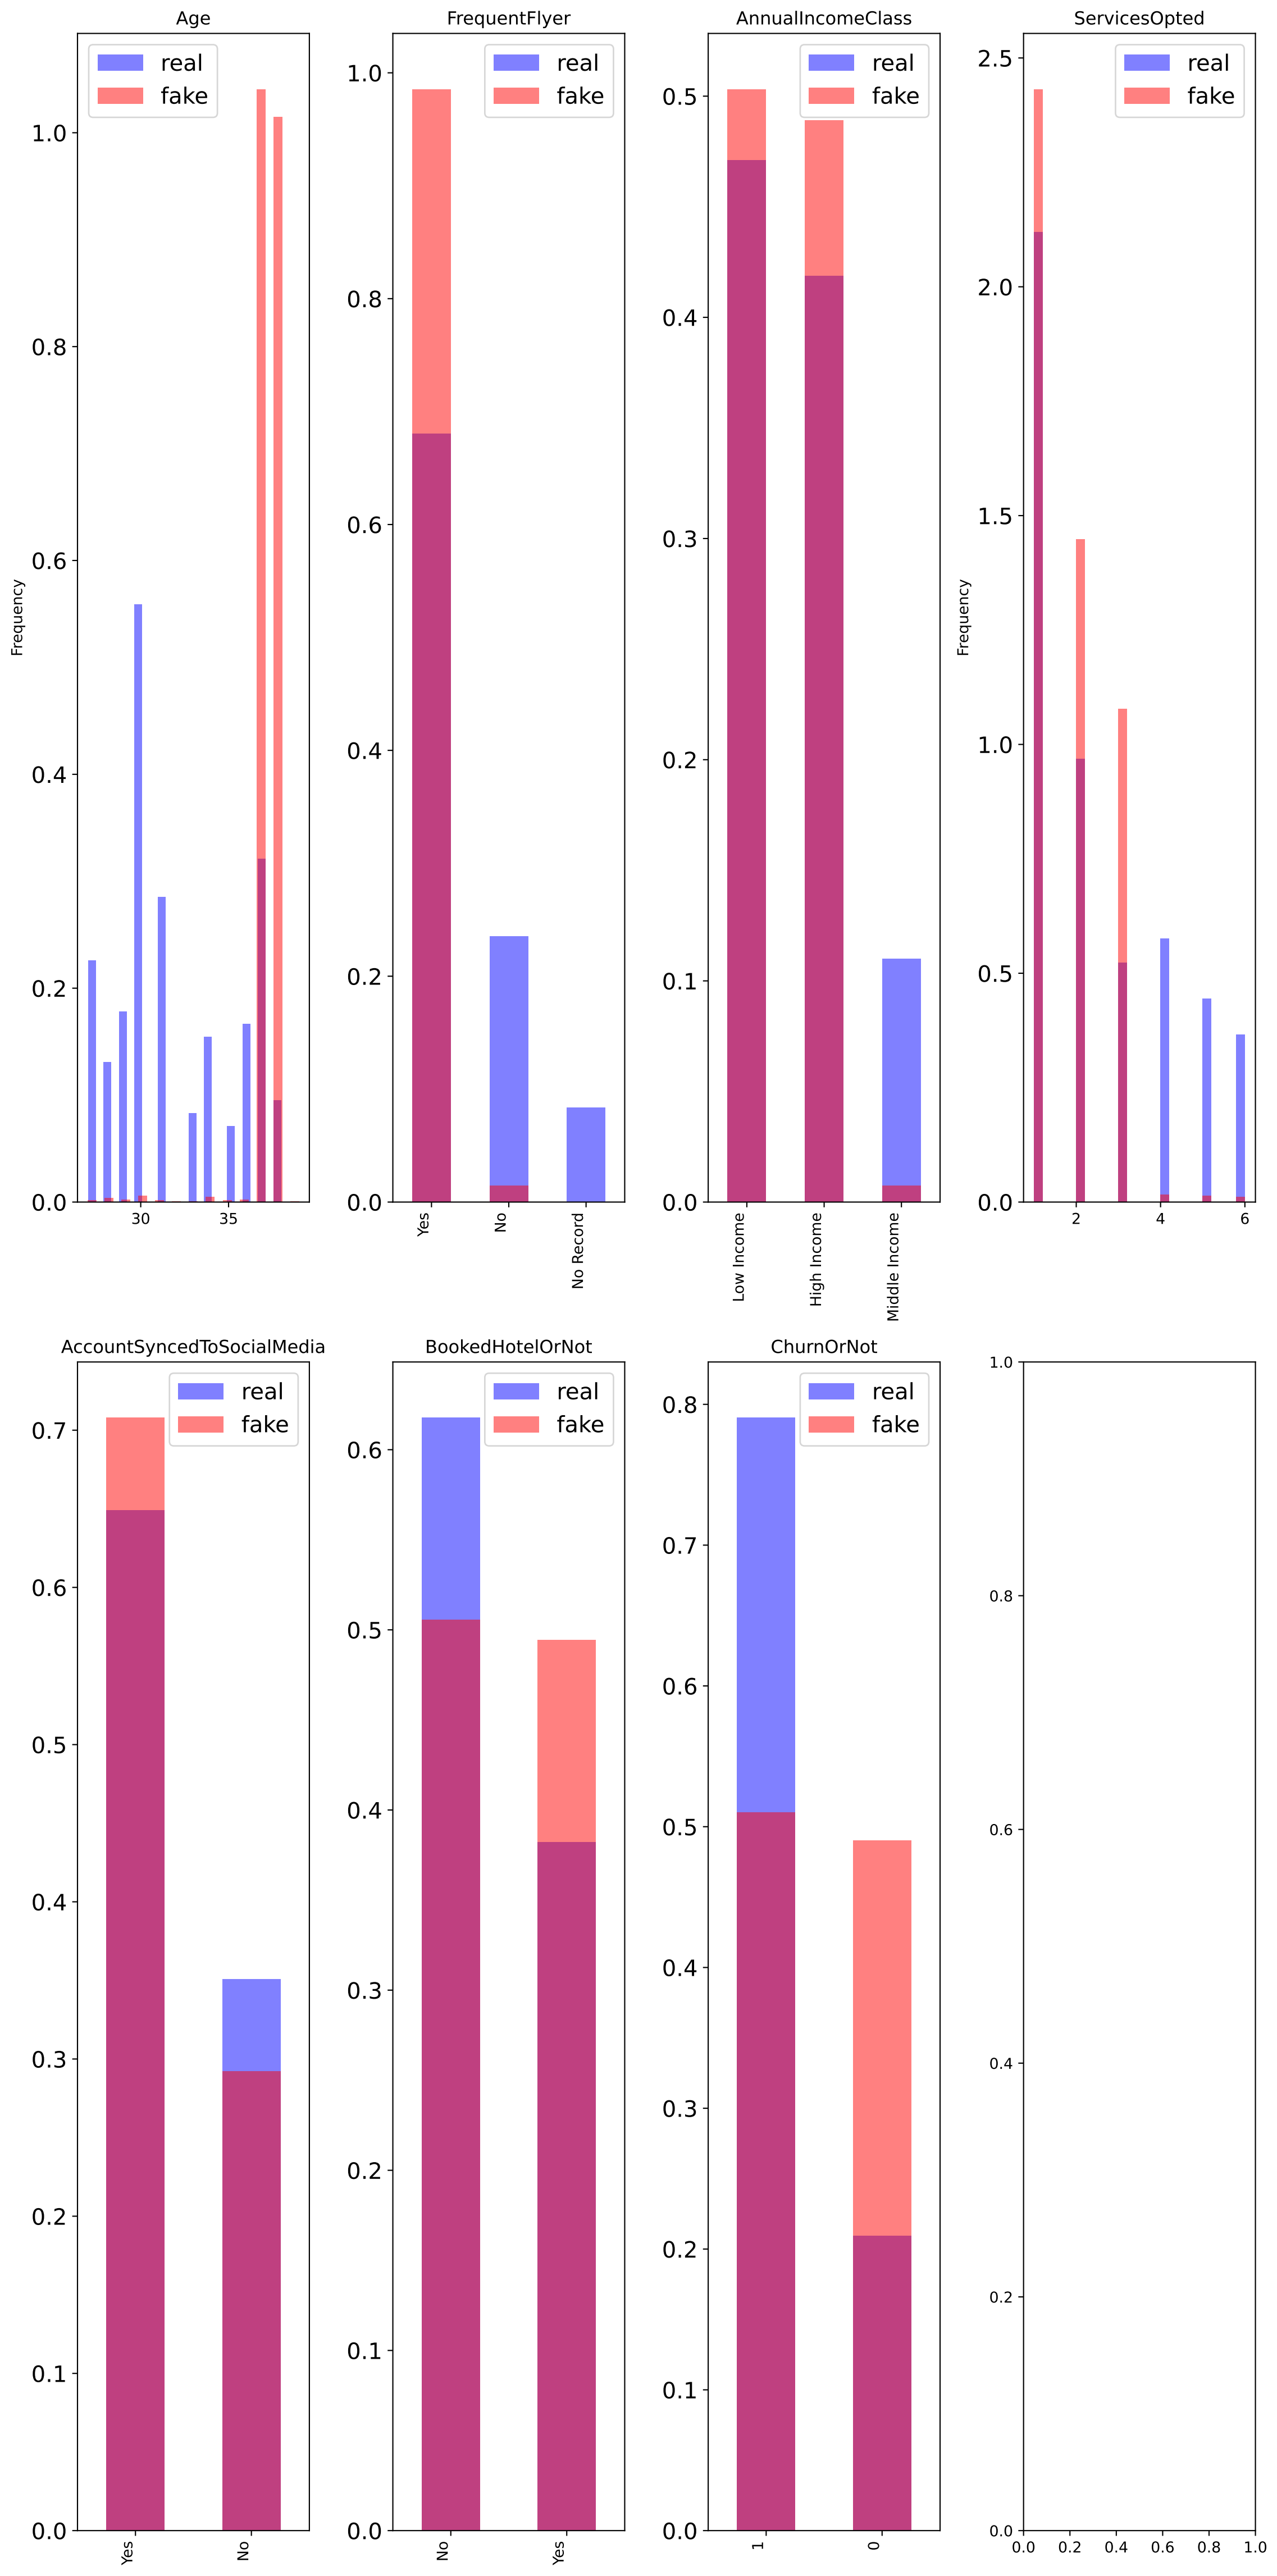 Age
real
fake
Frequency
1.0
0.8
0.6
0.4
0.2
0.0
30 35
FrequentFlyer
real
fake
1.0
0.8
0.6
0.4
0.2
0.0
Yes
No
No Record
AnnualIncomeClass
real
fake
0.5
0.4
0.3
0.2
0.1
0.0
Low Income
High Income
Middle Income
ServicesOpted
real
fake
Frequency
2.5
2.0
1.5
1.0
0.5
0.0
2 4 6
AccountSyncedToSocialMedia
real
fake
0.7
0.6
0.5
0.4
0.3
0.2
0.1
0.0
Yes
No
BookedHotelOrNot
real
fake
0.6
0.5
0.4
0.3
0.2
0.1
0.0
No
Yes
ChurnOrNot
real
fake
0.8
0.7
0.6
0.5
0.4
0.3
0.2
0.1
0.0
1
0
1.0
0.8
0.6
0.4
0.2
0.0
0.0 0.2 0.4 0.6 0.8 1.0